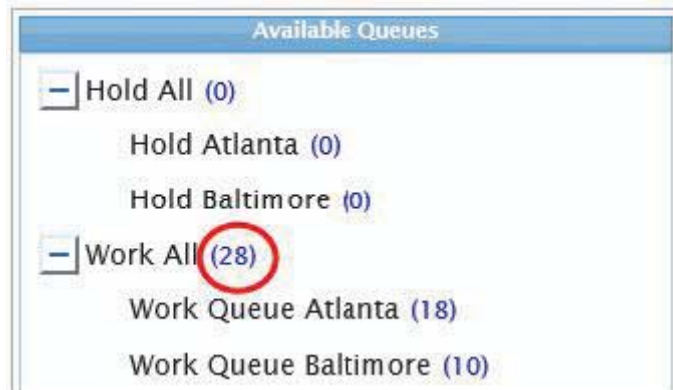 Available Queues
Hold All (0)
Hold Atlanta (0)
Hold Baltimore (0)
Work All (28)
Work Queue Atlanta (18)
Work Queue Baltimore (10)